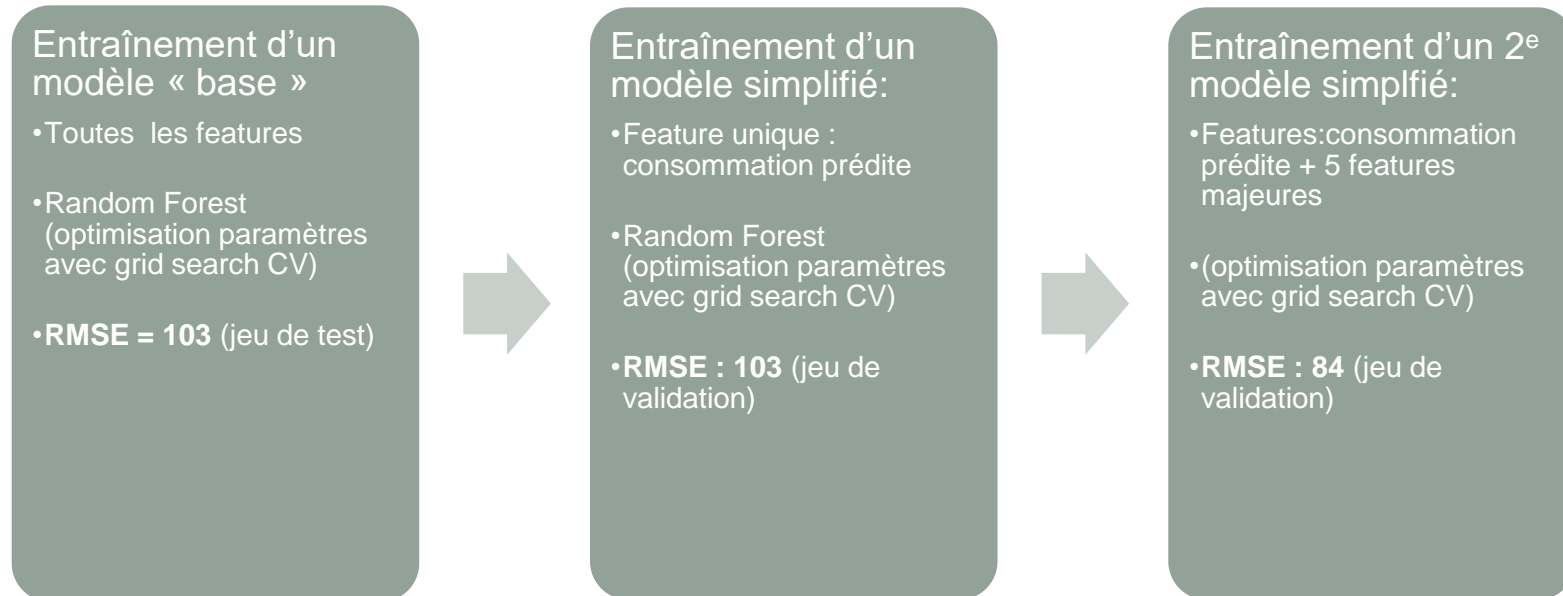 Entraînement d’un
modèle « base »
•Toutes les features
•Random Forest
(optimisation paramètres
avec grid search CV)
•RMSE = 103 (jeu de test)
Entraînement d’un
modèle simplifié:
•Feature unique :
consommation prédite
•Random Forest
(optimisation paramètres
avec grid search CV)
•RMSE : 103 (jeu de
validation)
Entraînement d’un 2e
modèle simplfié:
•Features:consommation
prédite + 5 features
majeures
•(optimisation paramètres
avec grid search CV)
•RMSE : 84 (jeu de
validation)